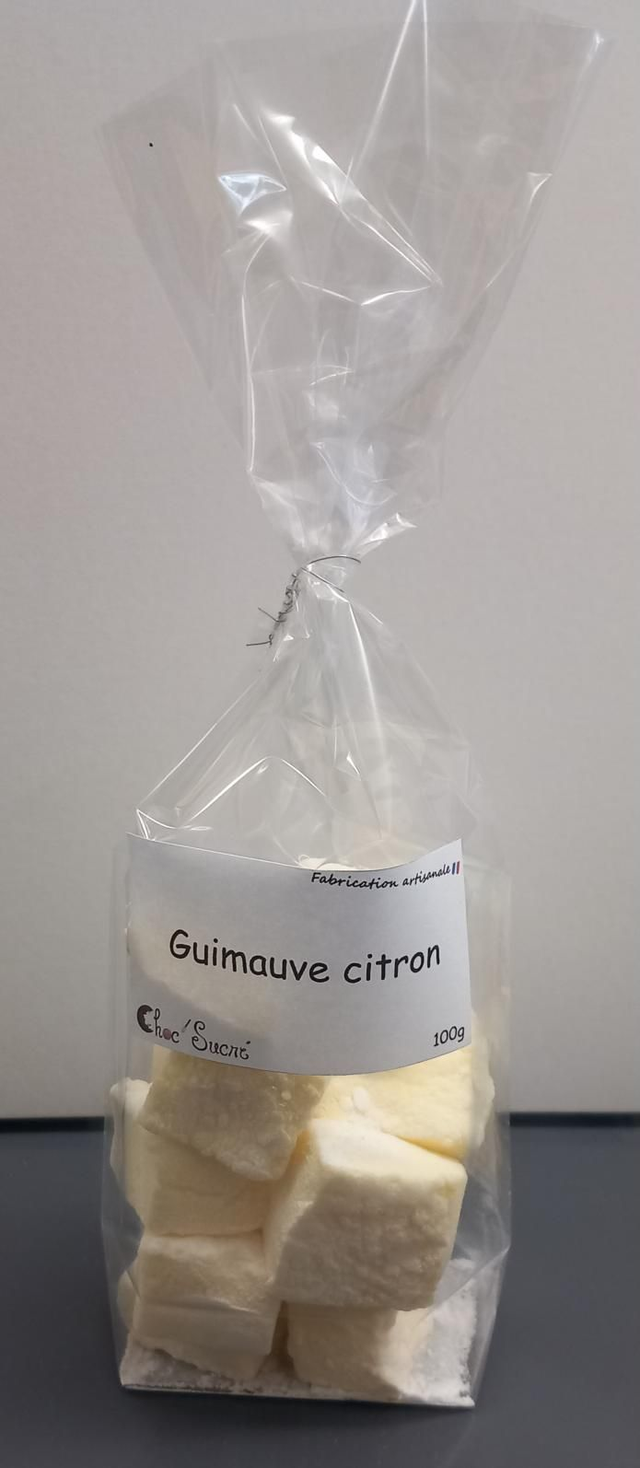 Fabrication artisanale
Guimauve citron
Choc'Sucré
100g